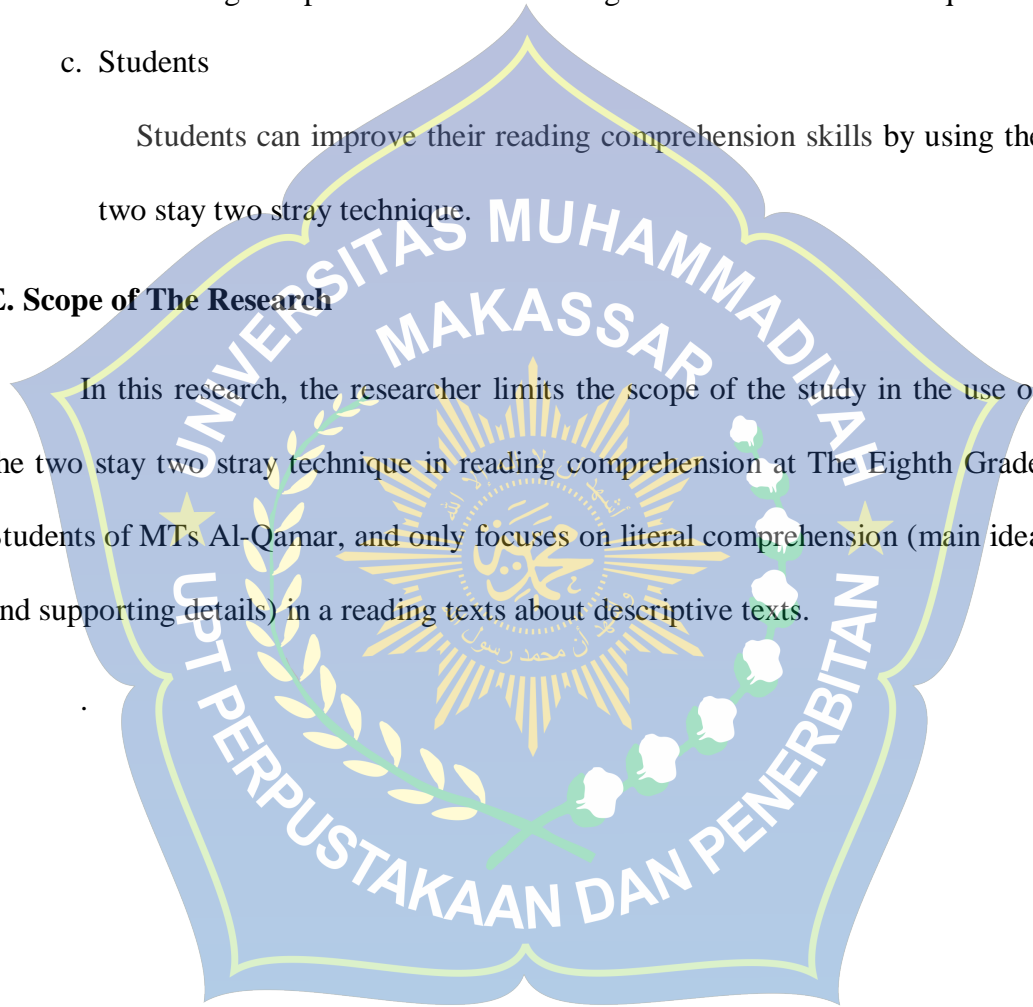 c. Students
Students can improve their reading comprehension skills by using the
two stay two stray technique.
E. Scope of The Research
In this research, the researcher limits the scope of the study in the use o
he two stay two stray technique in reading comprehension at The Eighth Grade
Students of MTs Al-Qamar, and only focuses on literal comprehension (main idea
nd supporting details) in a reading texts about descriptive texts.
.
UNIVERSITAS MUHAMMADIYAH
MAKASSAR
UPT PERPUSTAKAAN DAN PENERBITAN
محمدية